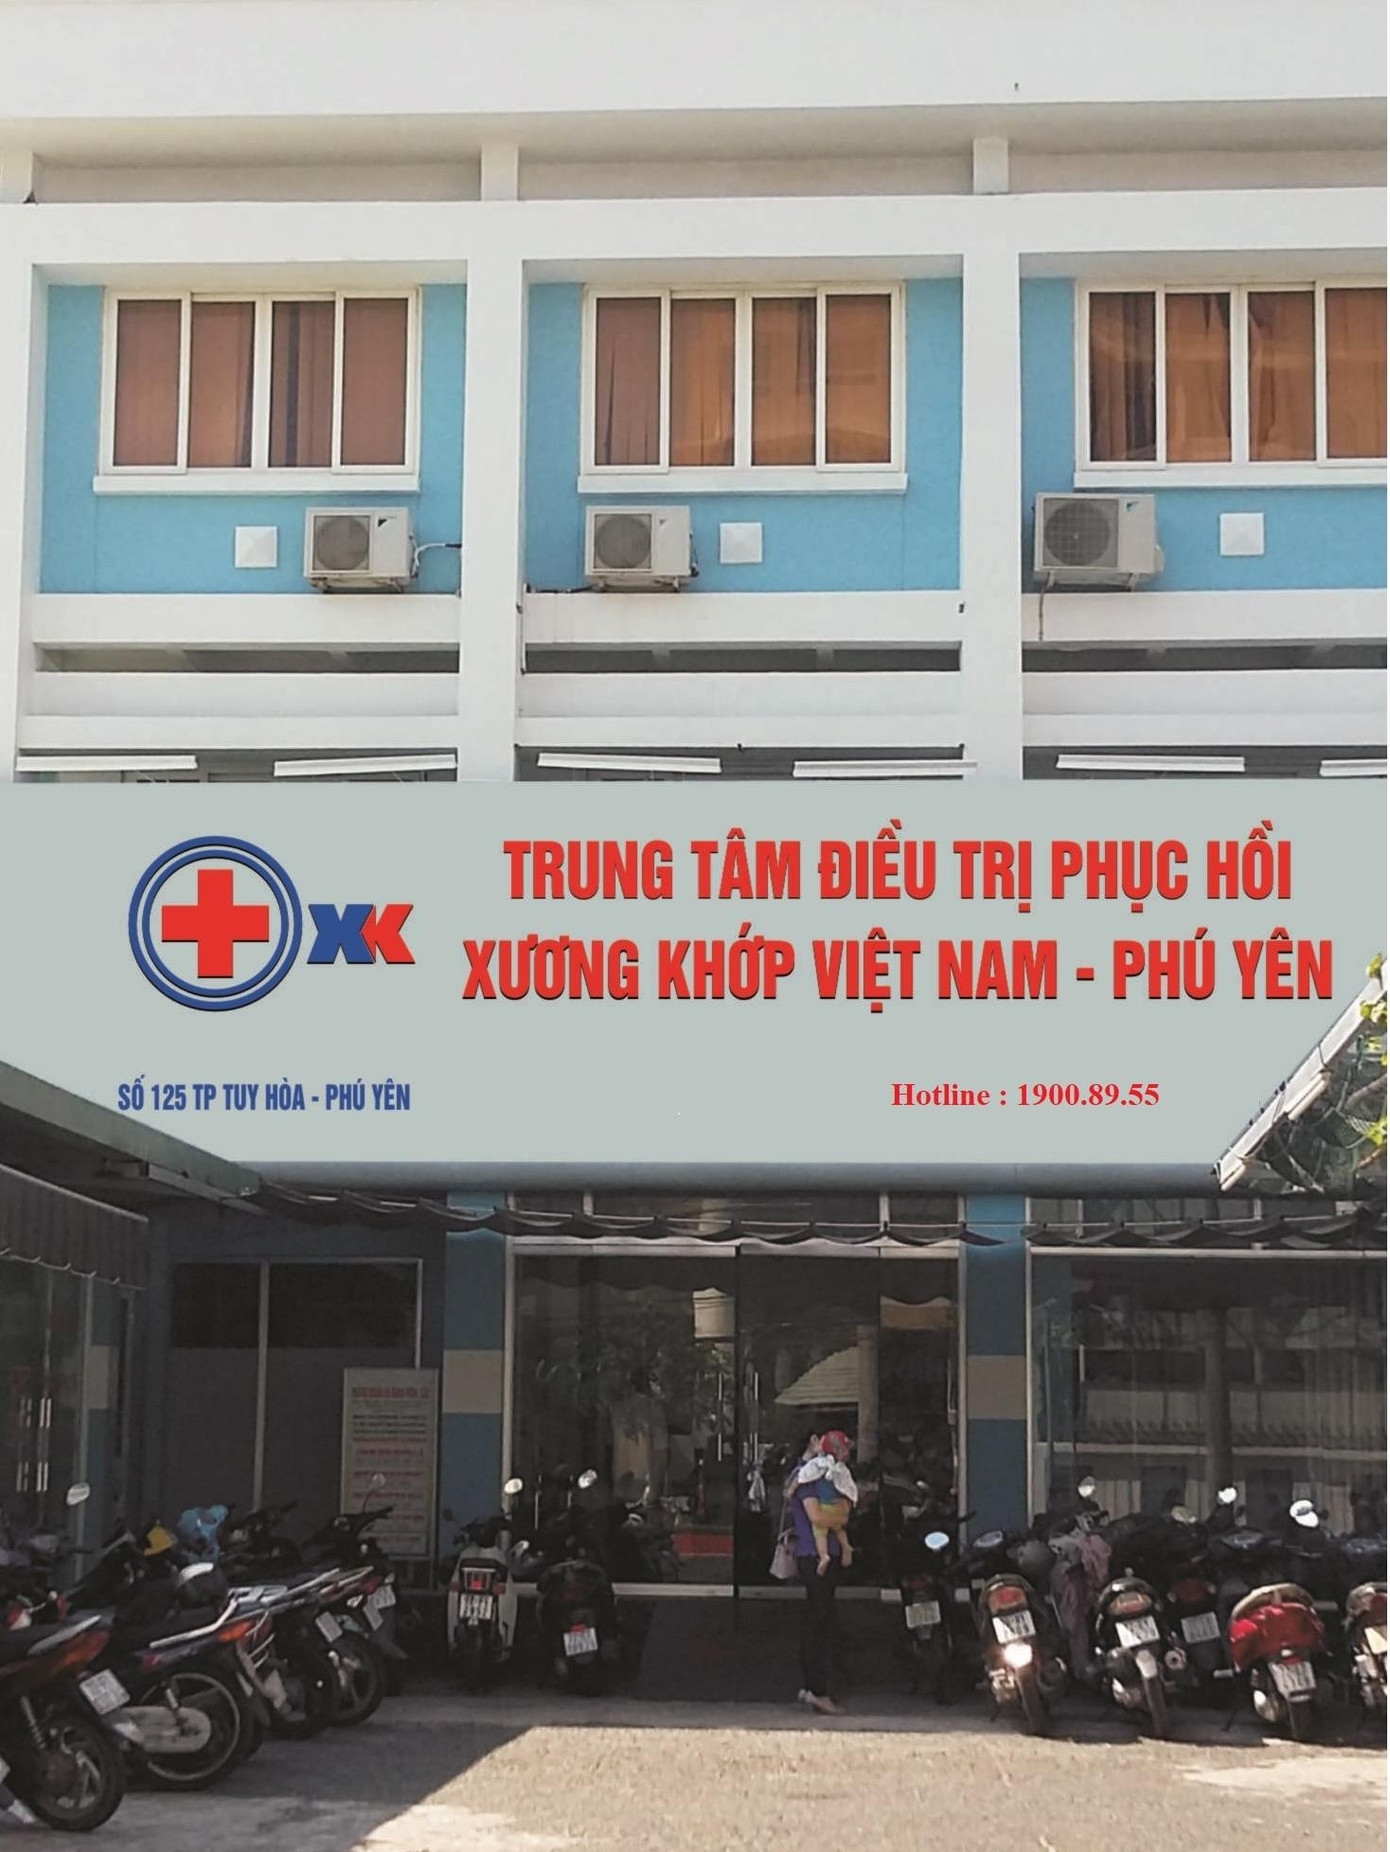 XK
TRUNG TÂM ĐIỀU TRỊ PHỤC HỒI
XƯƠNG KHỚP VIỆT NAM - PHÚ YÊN
SỐ 125 TP TUY HÒA - PHÚ YÊN
Hotline : 1900.89.55